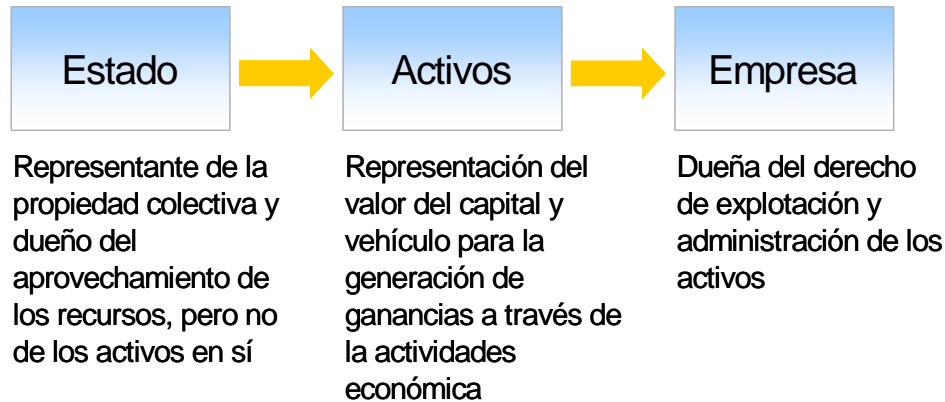 Estado
Activos
Empresa
Representante de la
propiedad colectiva y
dueño del
aprovechamiento de
los recursos, pero no
de los activos en sí
Representación del
valor del capital y
vehículo para la
generación de
ganancias a través de
la actividades
económica
Dueña del derecho
de explotación y
administración de los
activos